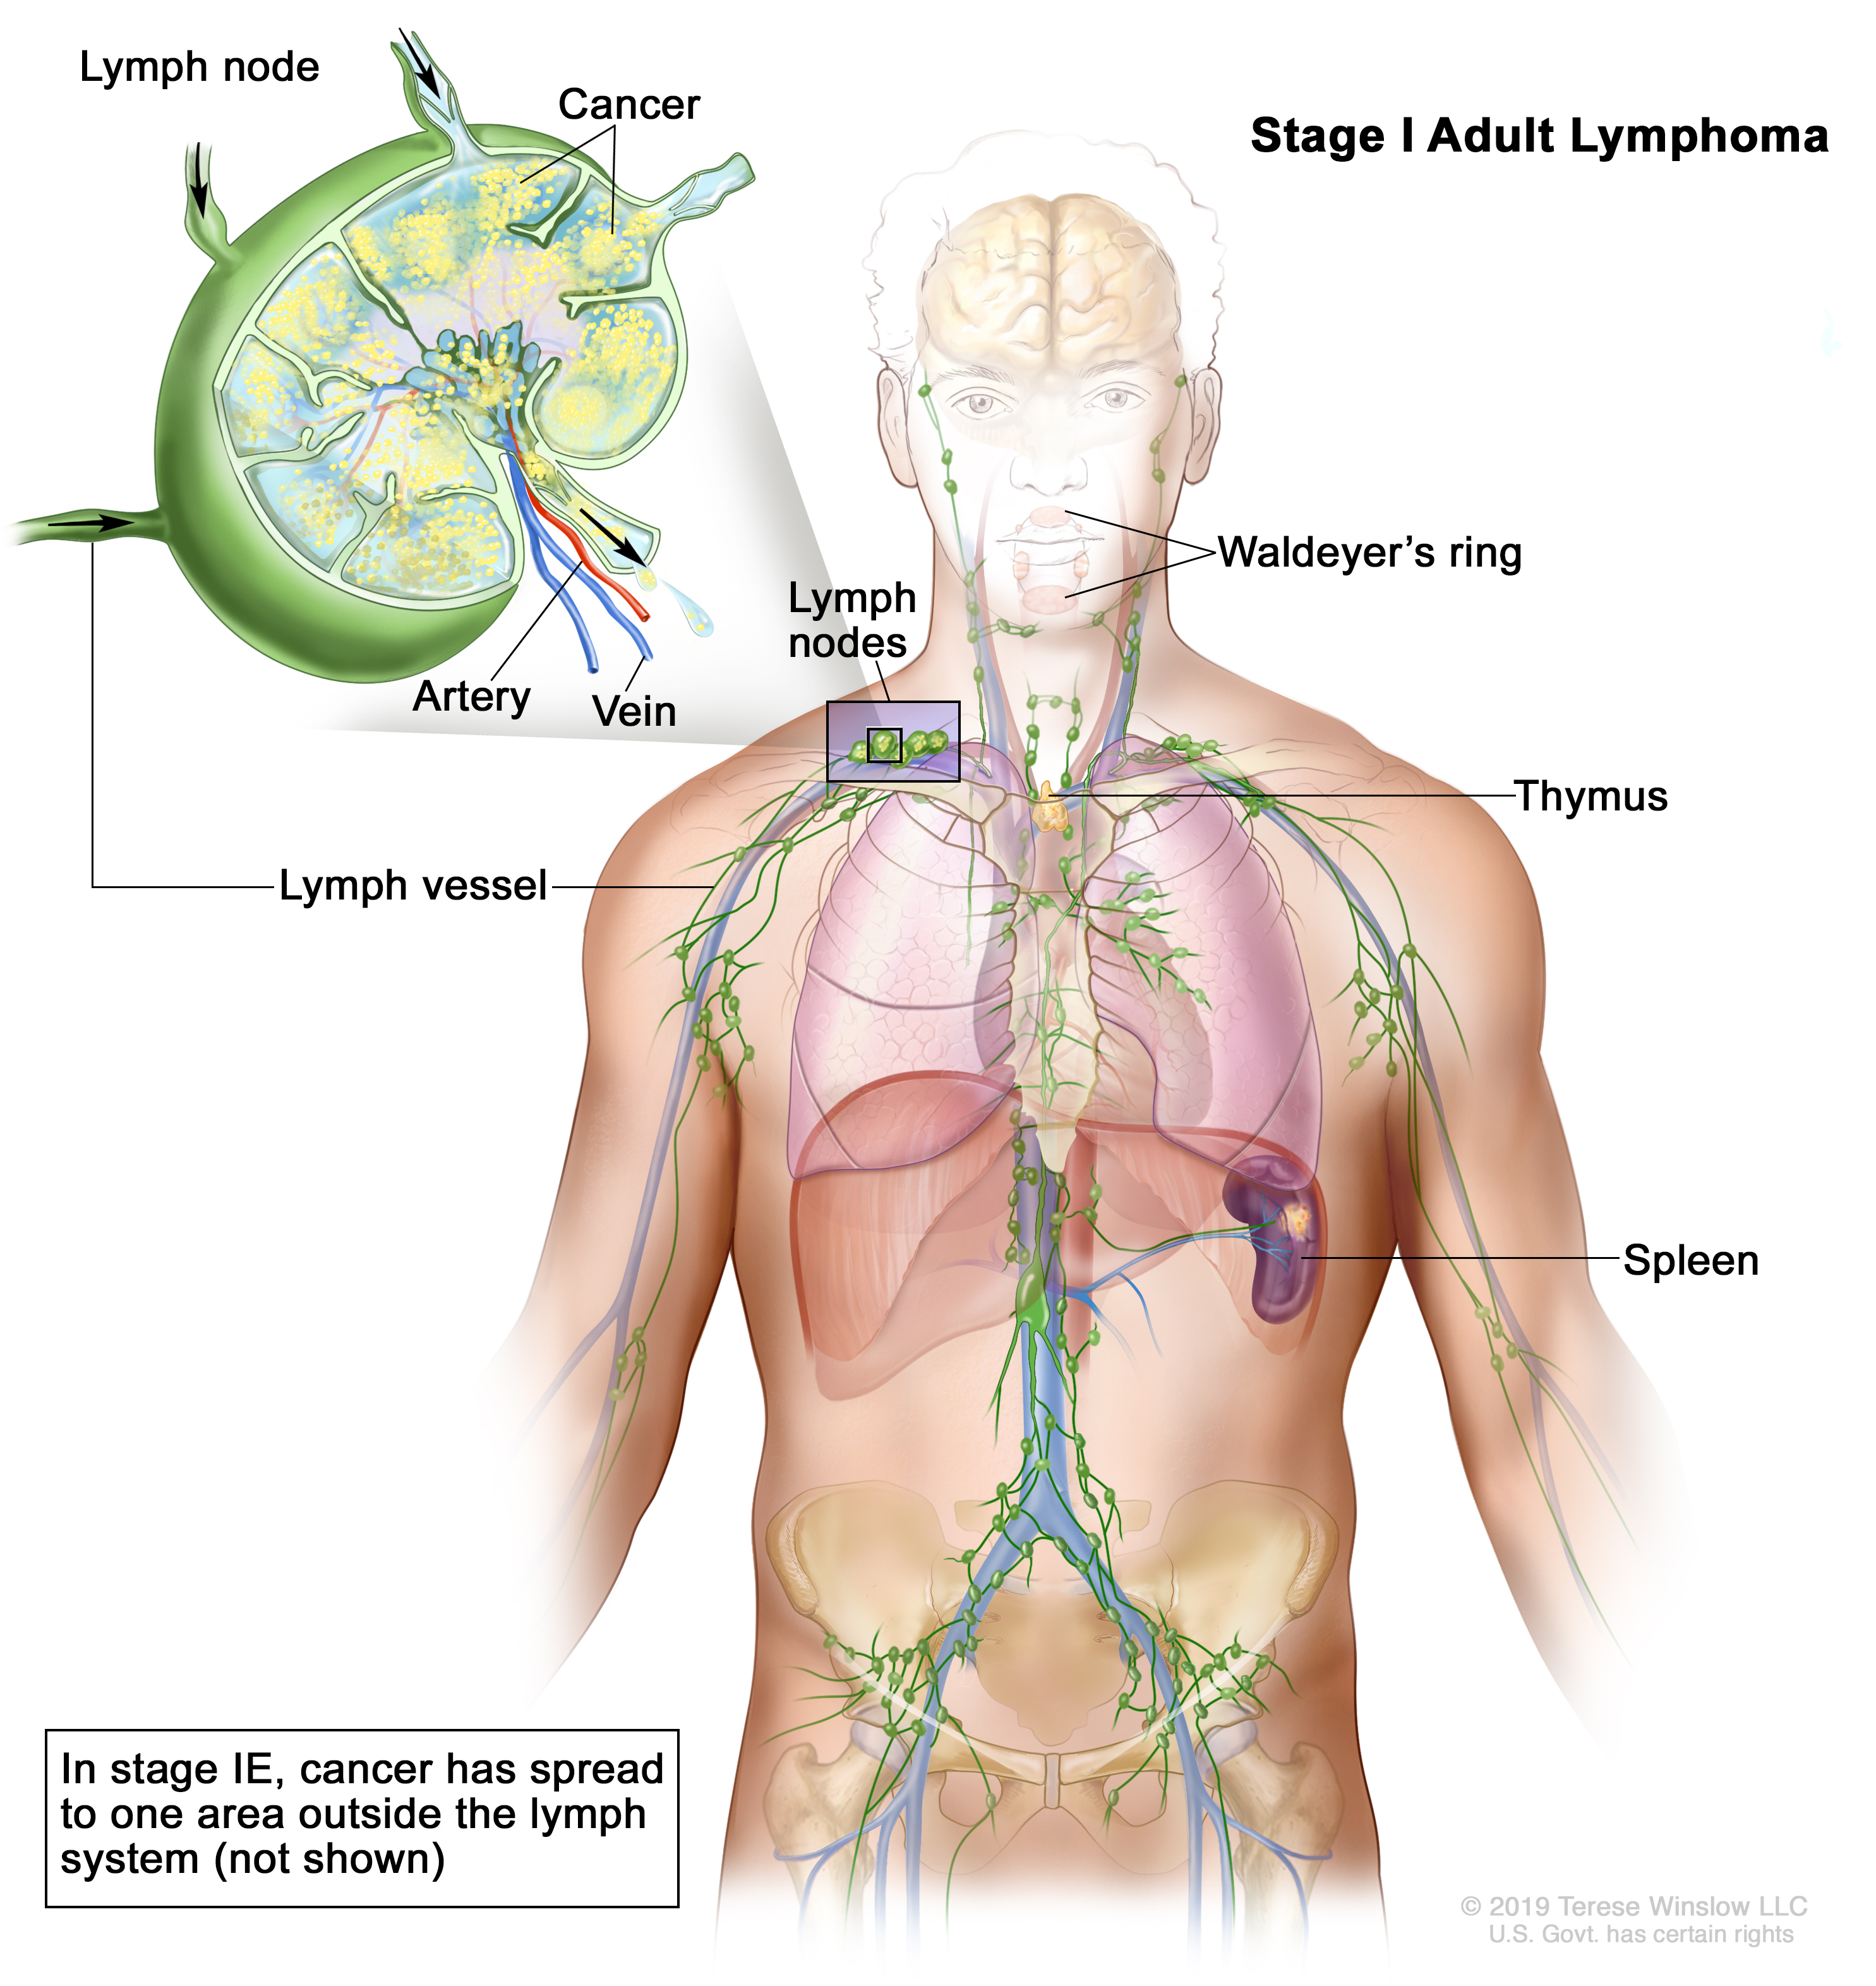 Lymph node
Cancer
Stage I Adult Lymphoma
Waldeyer’s ring
Lymph
nodes
Artery
Vein
Thymus
Lymph vessel
Spleen
In stage IE, cancer has spread
to one area outside the lymph
system (not shown)
© 2019 Terese Winslow LLC
U.S. Govt. has certain rights